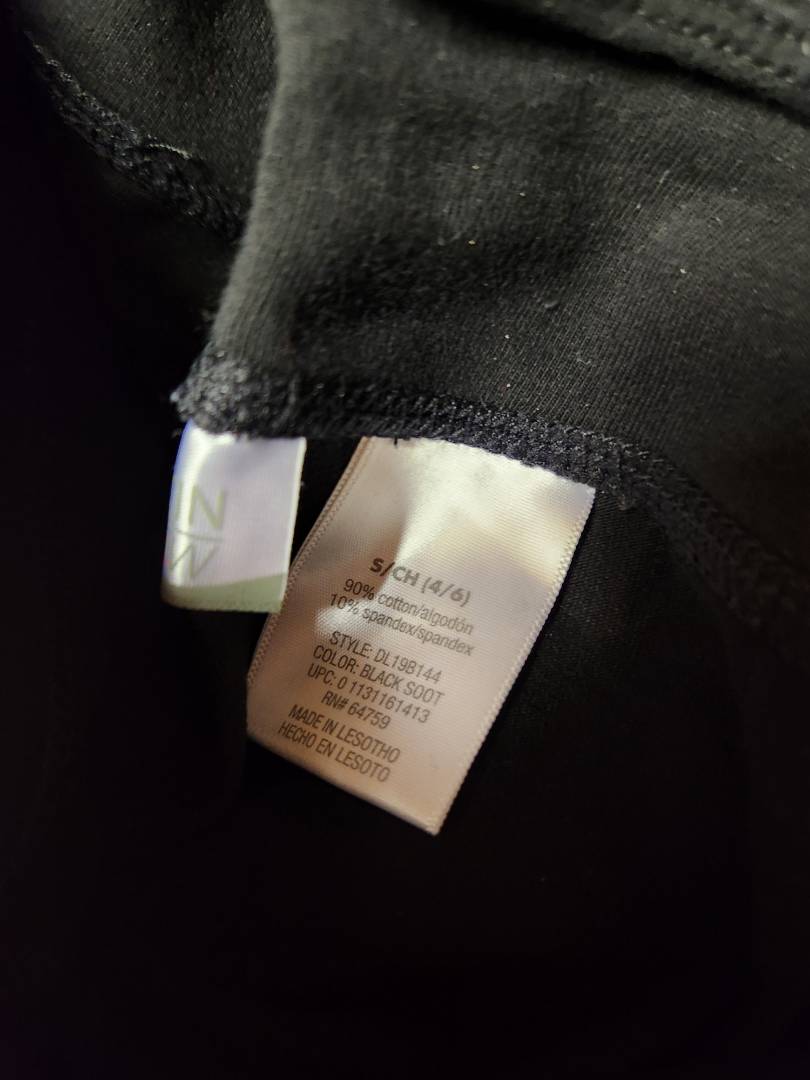 S/CH (4/6)
90% cotton/algodón
10% spandex/spandex
STYLE: DL19B144
COLOR: BLACK SOOT
UPC: 0 1131161413
RN# 64759
MADE IN LESOTHO
HECHO EN LESOTO